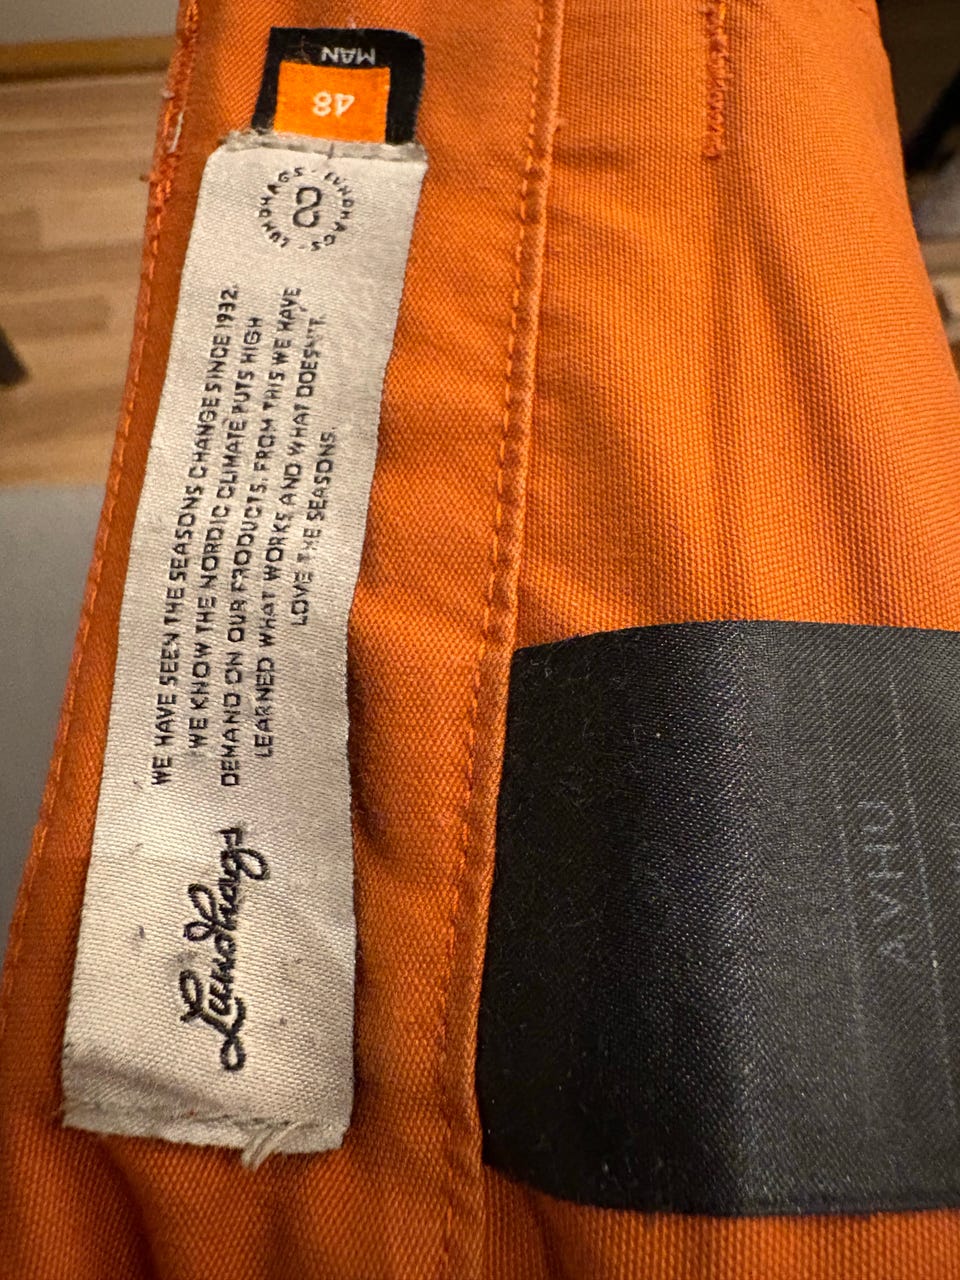 MAN
48
LUNDHAGS · LUNDHAGS ·
WE HAVE SEEN THE SEASONS CHANGE SINCE 1932.
WE KNOW THE NORDIC CLIMATE PUTS HIGH
DEMAND ON OUR PRODUCTS. FROM THIS WE HAVE
LEARNED WHAT WORKS AND WHAT DOESN'T.
LOVE THE SEASONS.
Lundhags
AVHU